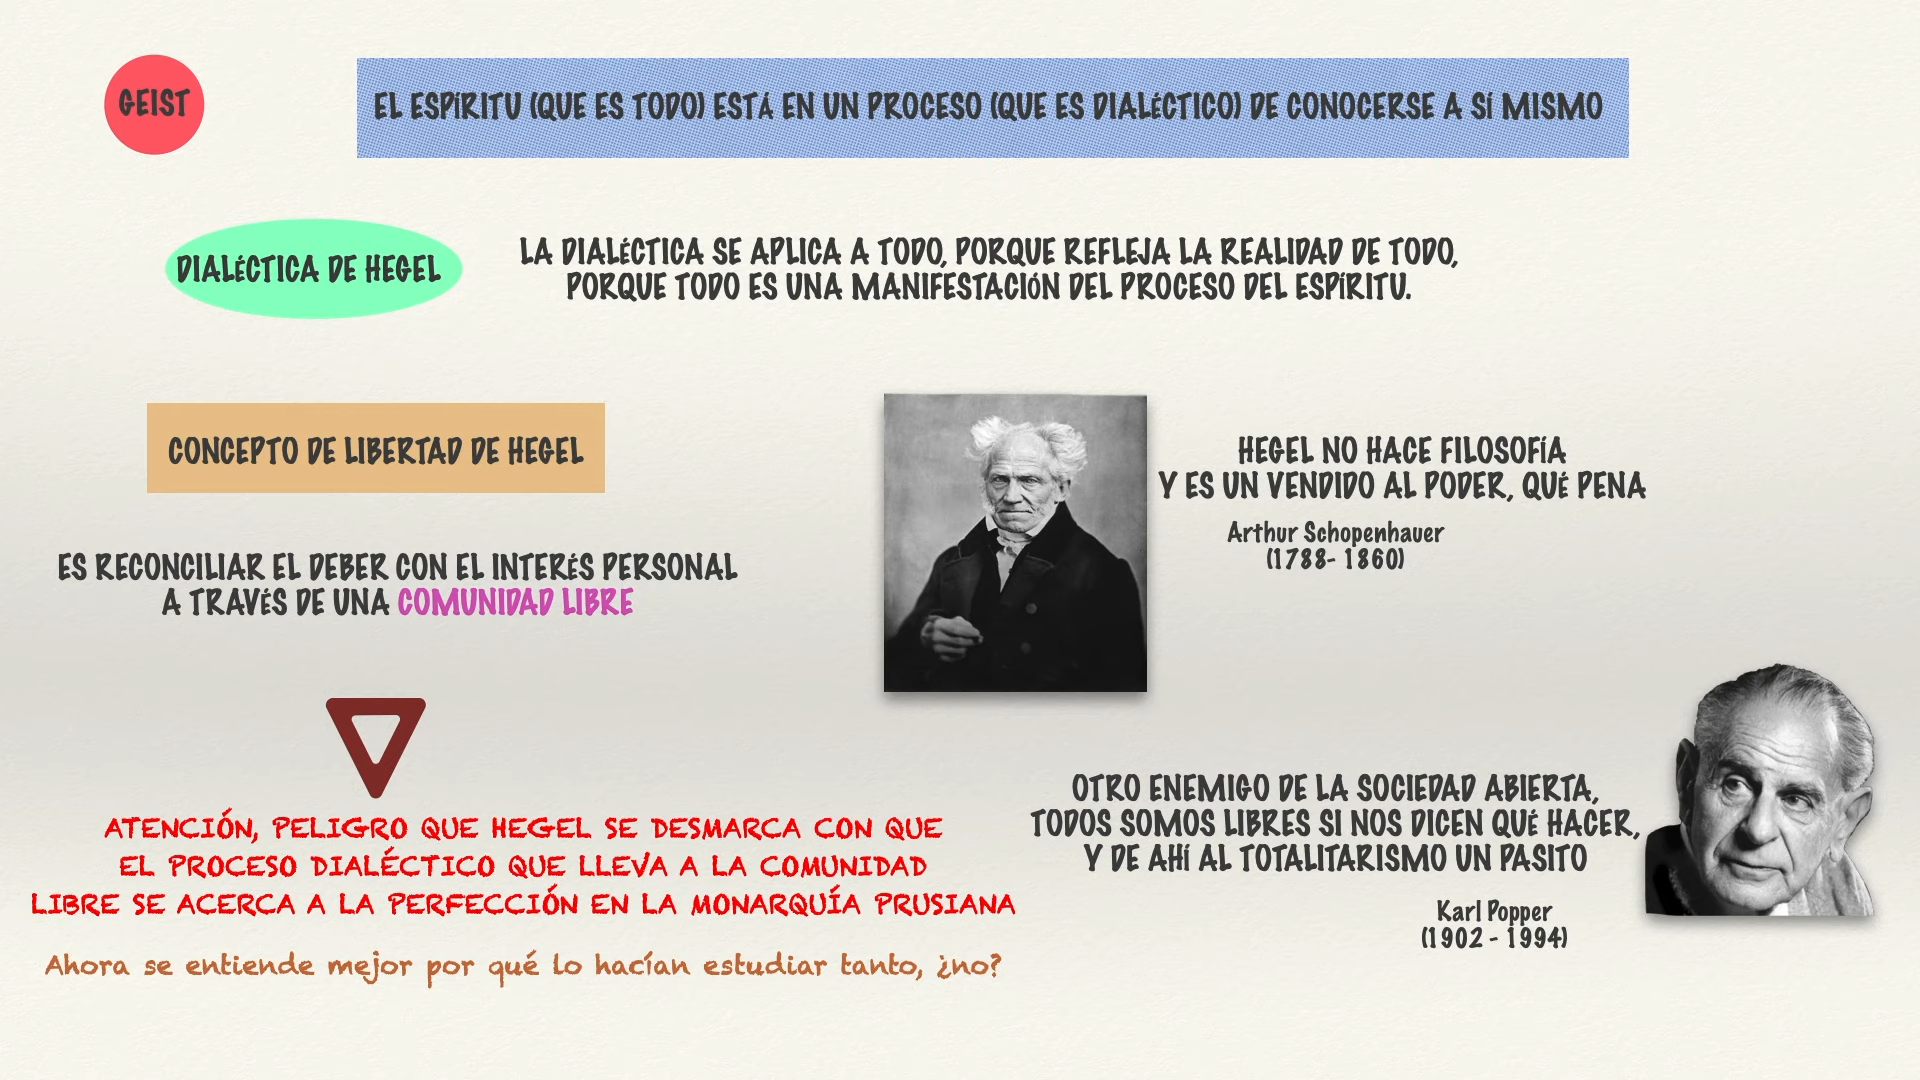 GEIST
EL ESPÍRITU (QUE ES TODO) ESTÁ EN UN PROCESO (QUE ES DIALÉCTICO) DE CONOCERSE A SÍ MISMO
DIALÉCTICA DE HEGEL
LA DIALÉCTICA SE APLICA A TODO, PORQUE REFLEJA LA REALIDAD DE TODO,
PORQUE TODO ES UNA MANIFESTACIÓN DEL PROCESO DEL ESPÍRITU.
CONCEPTO DE LIBERTAD DE HEGEL
ES RECONCILIAR EL DEBER CON EL INTERÉS PERSONAL
A TRAVÉS DE UNA COMUNIDAD LIBRE
HEGEL NO HACE FILOSOFÍA
Y ES UN VENDIDO AL PODER, QUÉ PENA
Arthur Schopenhauer
(1788- 1860)
ATENCIÓN, PELIGRO QUE HEGEL SE DESMARCA CON QUE
EL PROCESO DIALÉCTICO QUE LLEVA A LA COMUNIDAD
LIBRE SE ACERCA A LA PERFECCIÓN EN LA MONARQUÍA PRUSIANA
Ahora se entiende mejor por qué lo hacían estudiar tanto, ¿no?
OTRO ENEMIGO DE LA SOCIEDAD ABIERTA,
TODOS SOMOS LIBRES SI NOS DICEN QUÉ HACER,
Y DE AHÍ AL TOTALITARISMO UN PASITO
Karl Popper
(1902 - 1994)